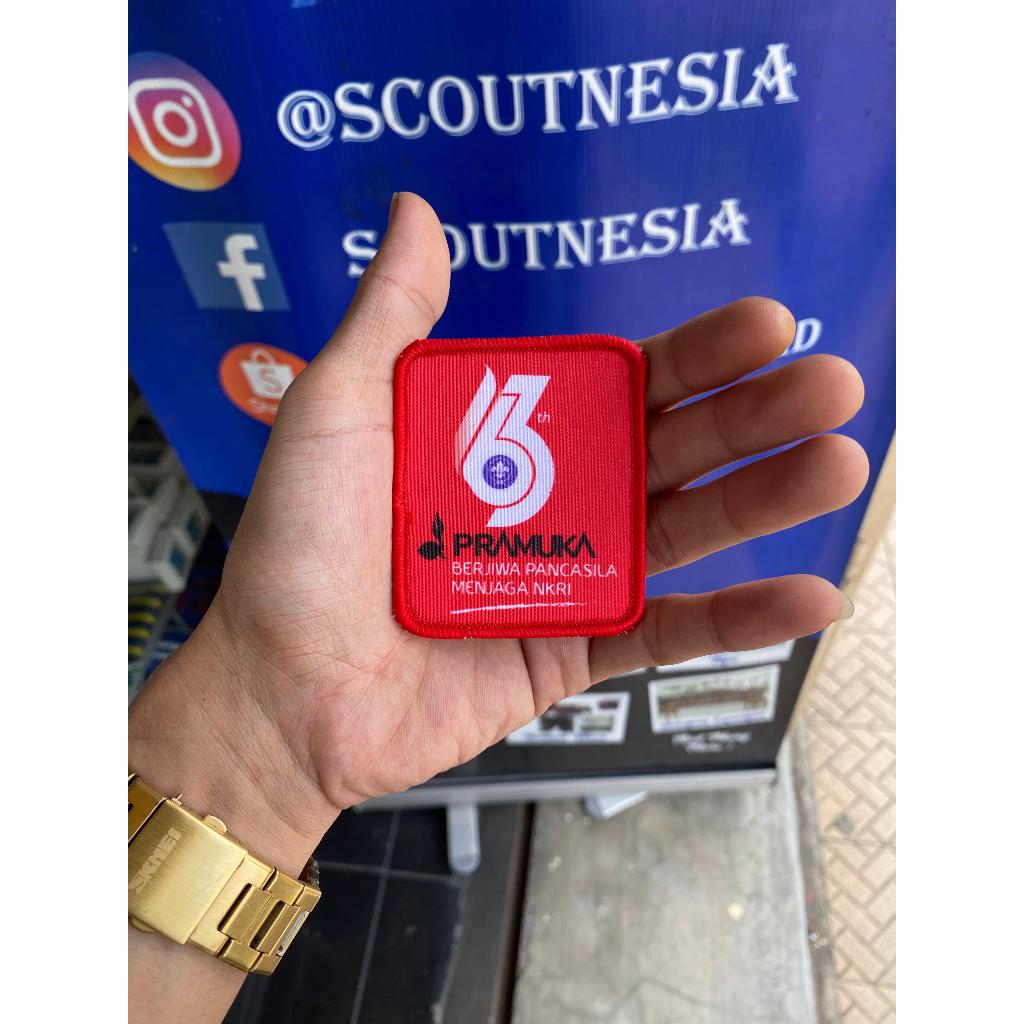 @SCOUTNESIA
SCOUTNESIA
63th
PRAMUKA
BERJIWA PANCASILA
MENJAGA NKRI
SKMEI